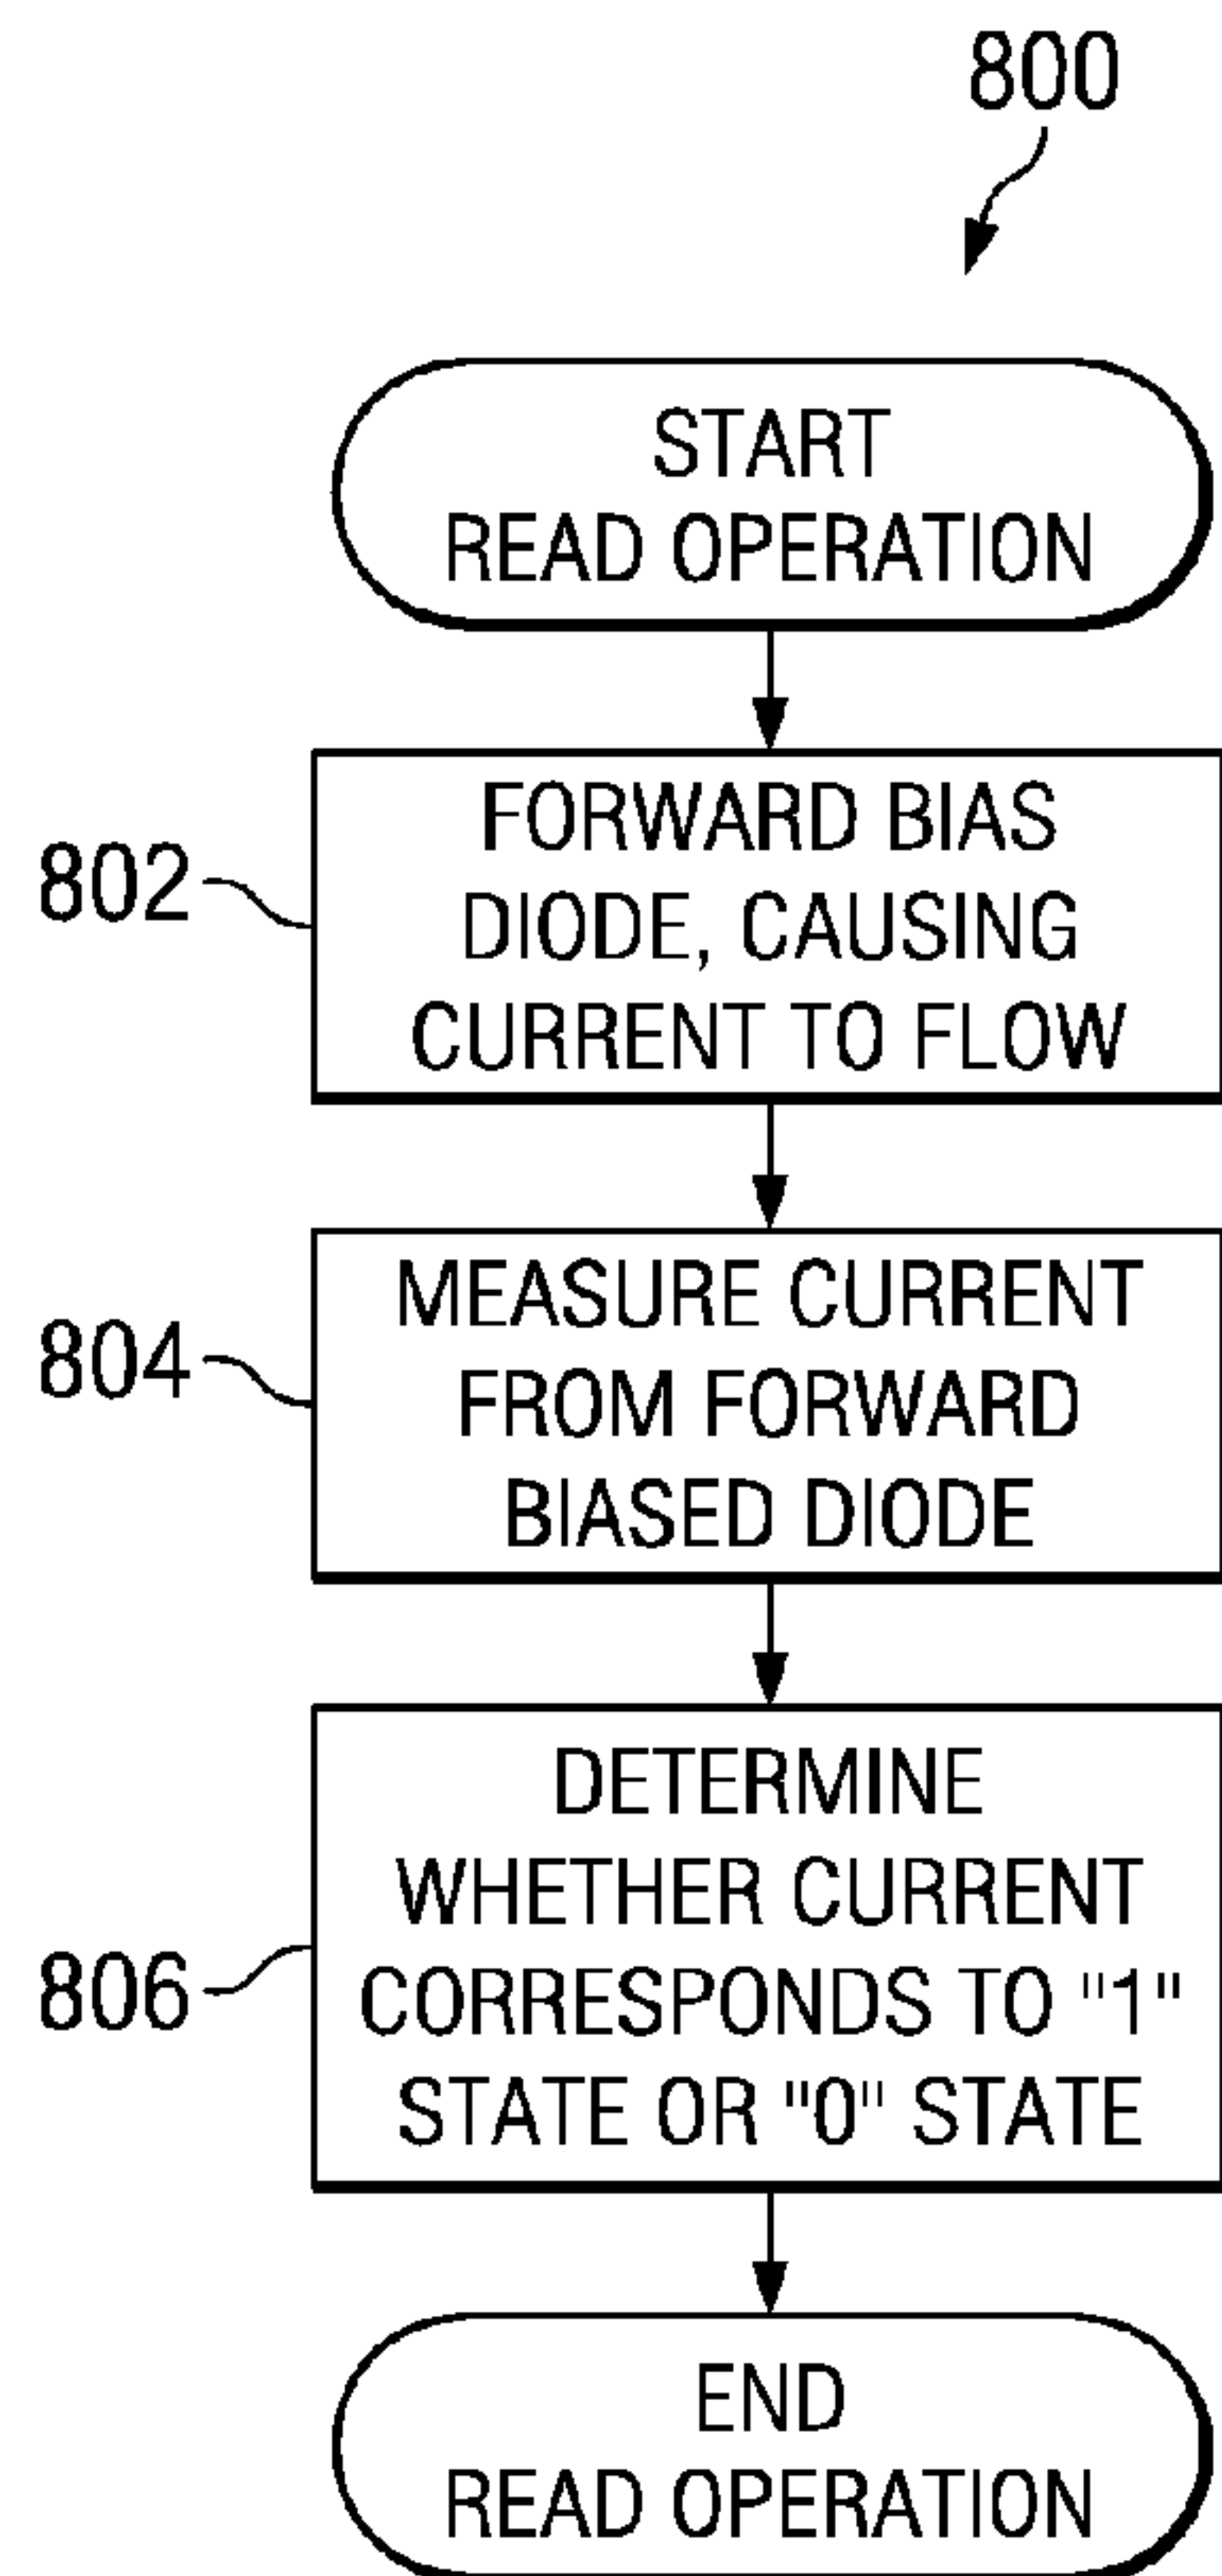 800
START
READ OPERATION
802
FORWARD BIAS
DIODE, CAUSING
CURRENT TO FLOW
804
MEASURE CURRENT
FROM FORWARD
BIASED DIODE
806
DETERMINE
WHETHER CURRENT
CORRESPONDS TO "1"
STATE OR "0" STATE
END
READ OPERATION